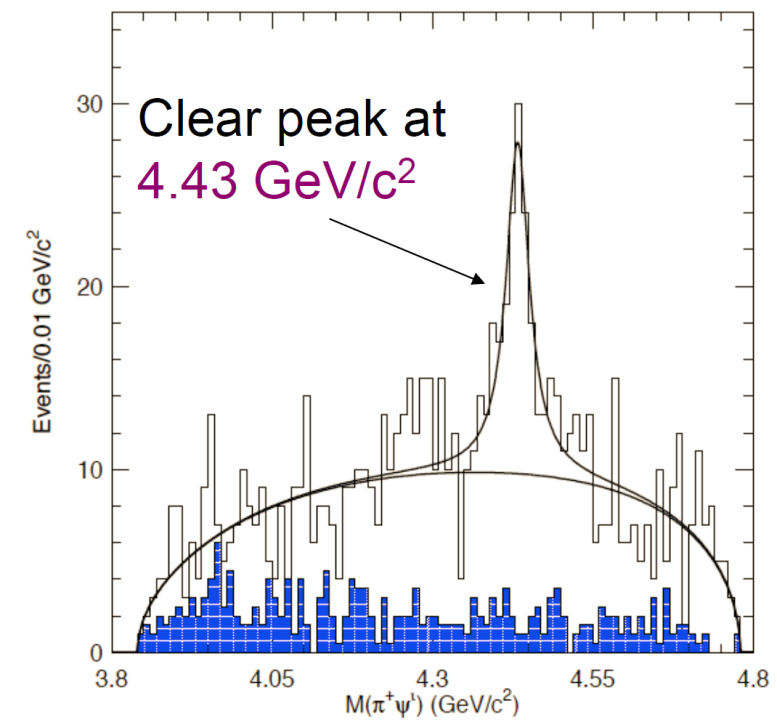 Clear peak at
4.43 GeV/c²
Events/0.01 GeV/c²
30
20
10
0
3.8
4.05
4.3
4.55
4.8
M(π⁺ψ') (GeV/c²)